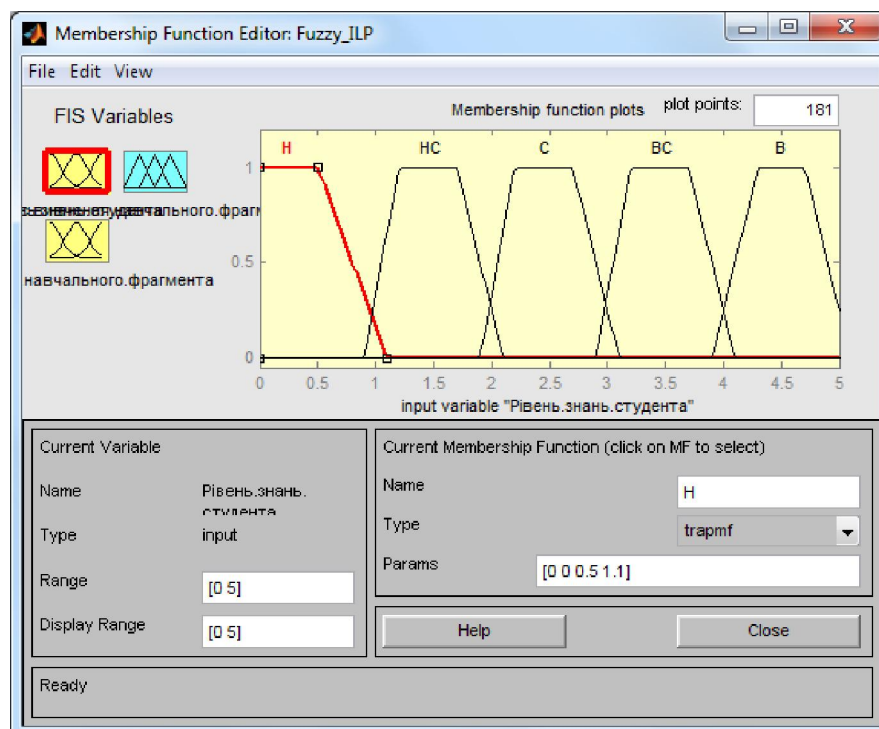 Membership Function Editor: Fuzzy_ILP
File Edit View
FIS Variables
Membership function plots plot points: 181
H HC C BC B
1
0.5
0
0 0.5 1 1.5 2 2.5 3 3.5 4 4.5 5
input variable "Рівень.знань.студента"
навчального.фрагмента
Current Variable
Name Рівень.знань.
студента
Type input
Range [0 5]
Display Range [0 5]
Current Membership Function (click on MF to select)
Name H
Type trapmf
Params [0 0 0.5 1.1]
Help Close
Ready